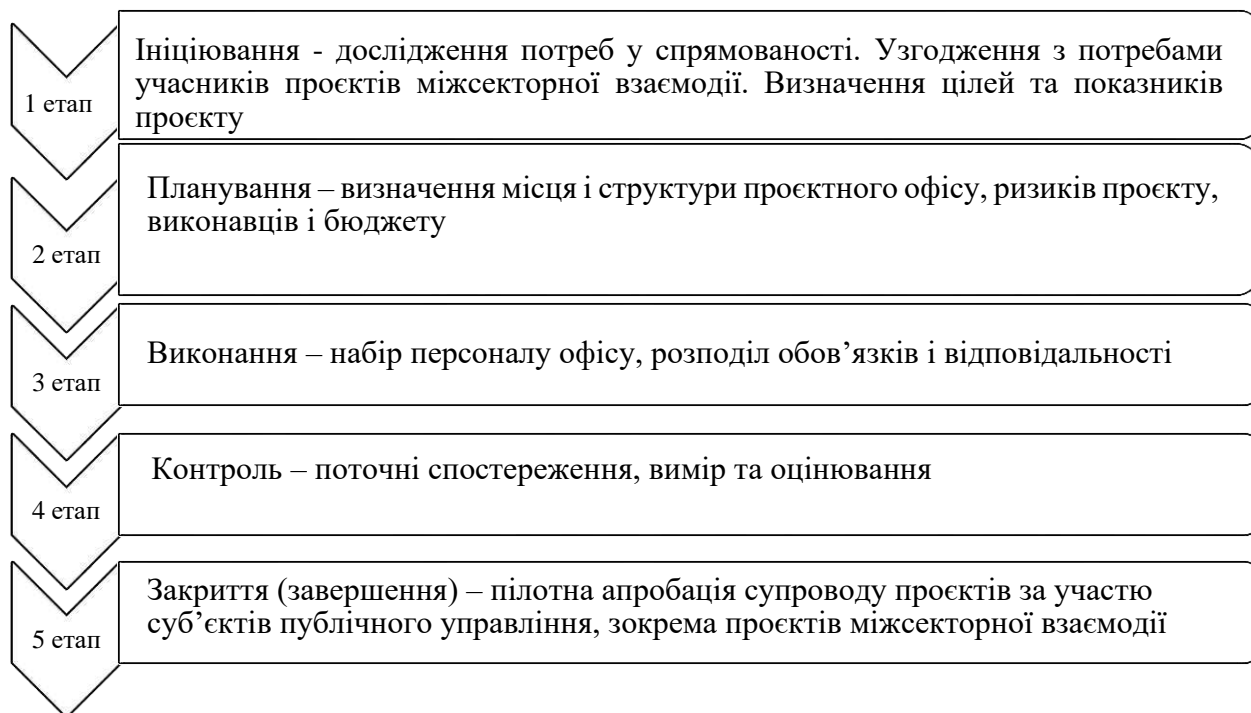 Ініціювання - дослідження потреб у спрямованості. Узгодження з потребами
учасників проєктів міжсекторної взаємодії. Визначення цілей та показників
проєкту
1 етап
Планування – визначення місця і структури проєктного офісу, ризиків проєкту,
виконавців і бюджету
2 етап
Виконання – набір персоналу офісу, розподіл обов’язків і відповідальності
3 етап
Контроль – поточні спостереження, вимір та оцінювання
4 етап
Закриття (завершення) – пілотна апробація супроводу проєктів за участю
суб’єктів публічного управління, зокрема проєктів міжсекторної взаємодії
5 етап